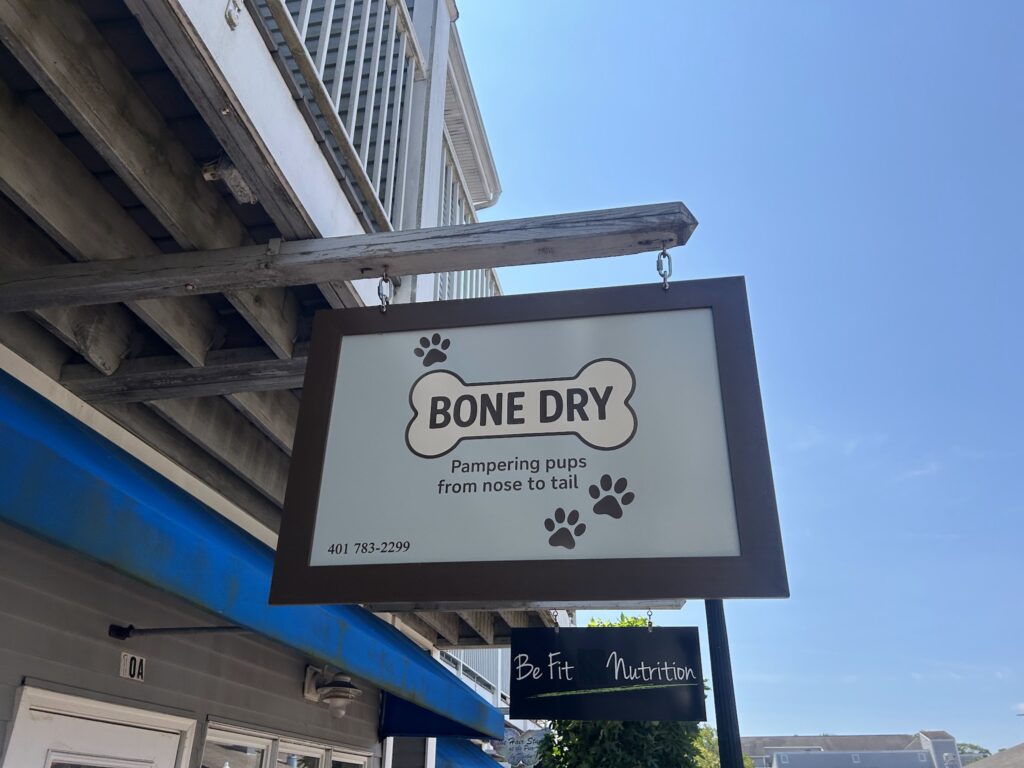 BONE DRY
Pampering pups
from nose to tail
401 783-2299
10A
Be Fit Nutrition